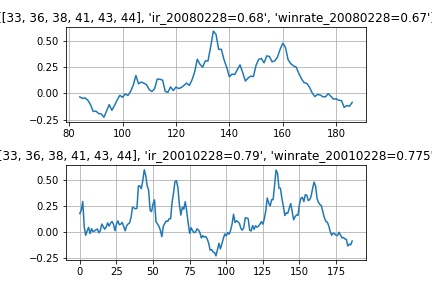 [[33, 36, 38, 41, 43, 44], 'ir_20080228=0.68', 'winrate_20080228=0.67']
0.50
0.25
0.00
−0.25
80 100 120 140 160 180
[33, 36, 38, 41, 43, 44], 'ir_20010228=0.79', 'winrate_20010228=0.775'
0.50
0.25
0.00
−0.25
0 25 50 75 100 125 150 175